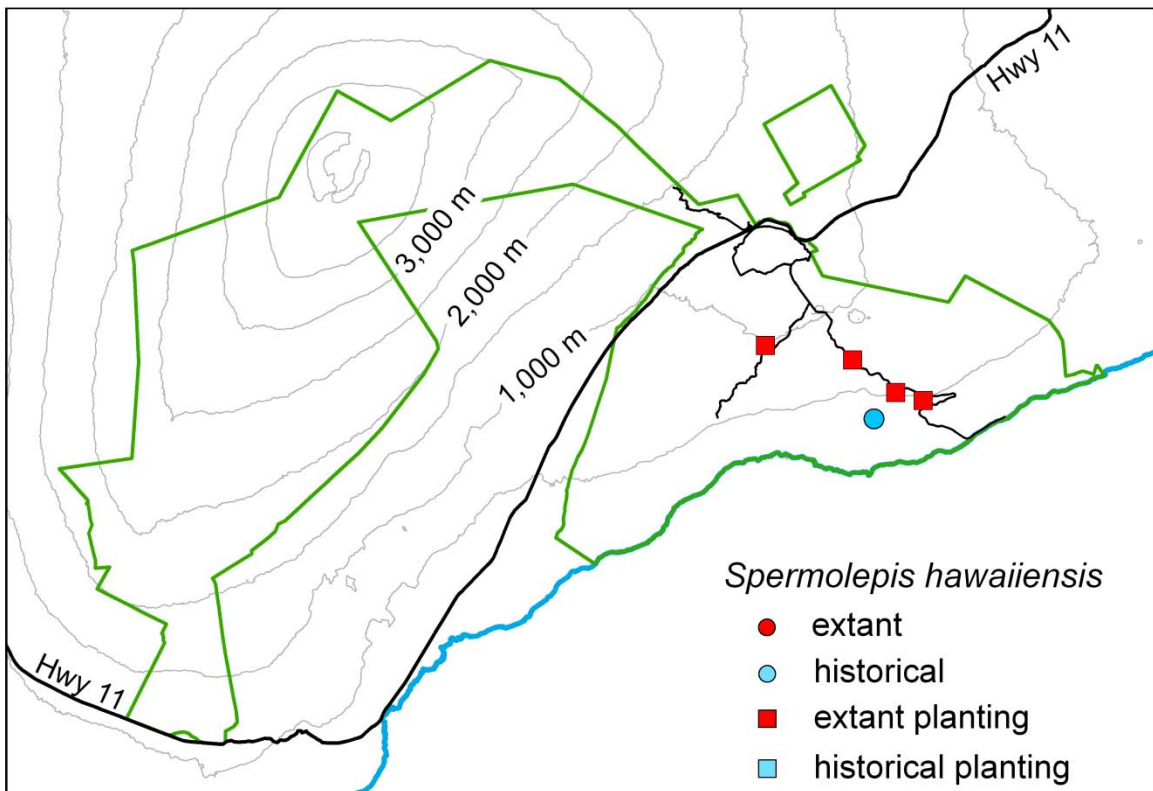 Hwy 11
3,000 m
2,000 m
1,000 m
Hwy 11
Spermolepis hawaiiensis
extant
historical
extant planting
historical planting